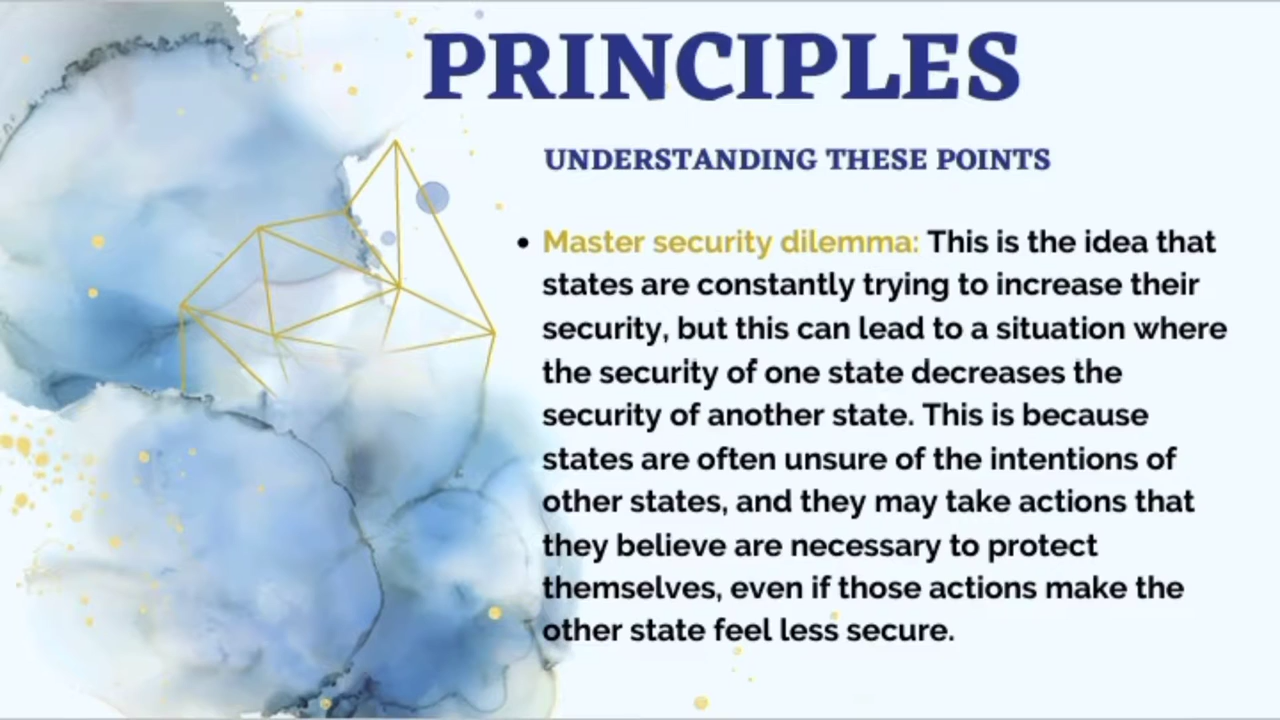 PRINCIPLES
UNDERSTANDING THESE POINTS
• Master security dilemma: This is the idea that
states are constantly trying to increase their
security, but this can lead to a situation where
the security of one state decreases the
security of another state. This is because
states are often unsure of the intentions of
other states, and they may take actions that
they believe are necessary to protect
themselves, even if those actions make the
other state feel less secure.